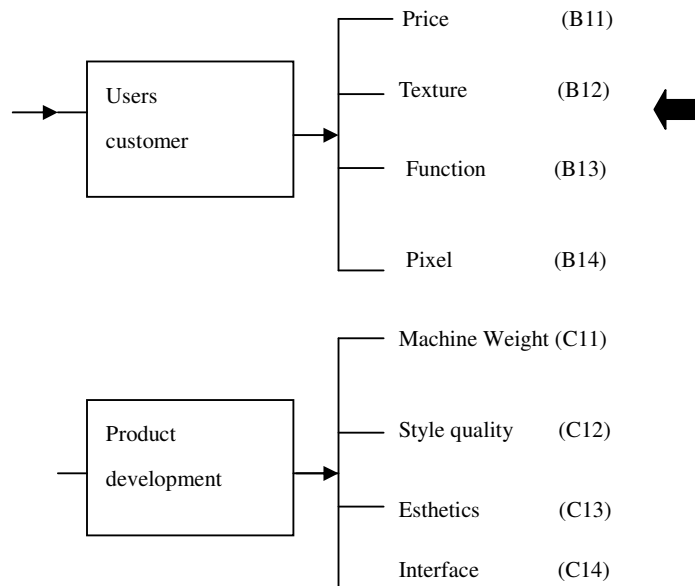 Price (B11)
Users
customer
Texture (B12)
Function (B13)
Pixel (B14)
Product
development
Machine Weight (C11)
Style quality (C12)
Esthetics (C13)
Interface (C14)